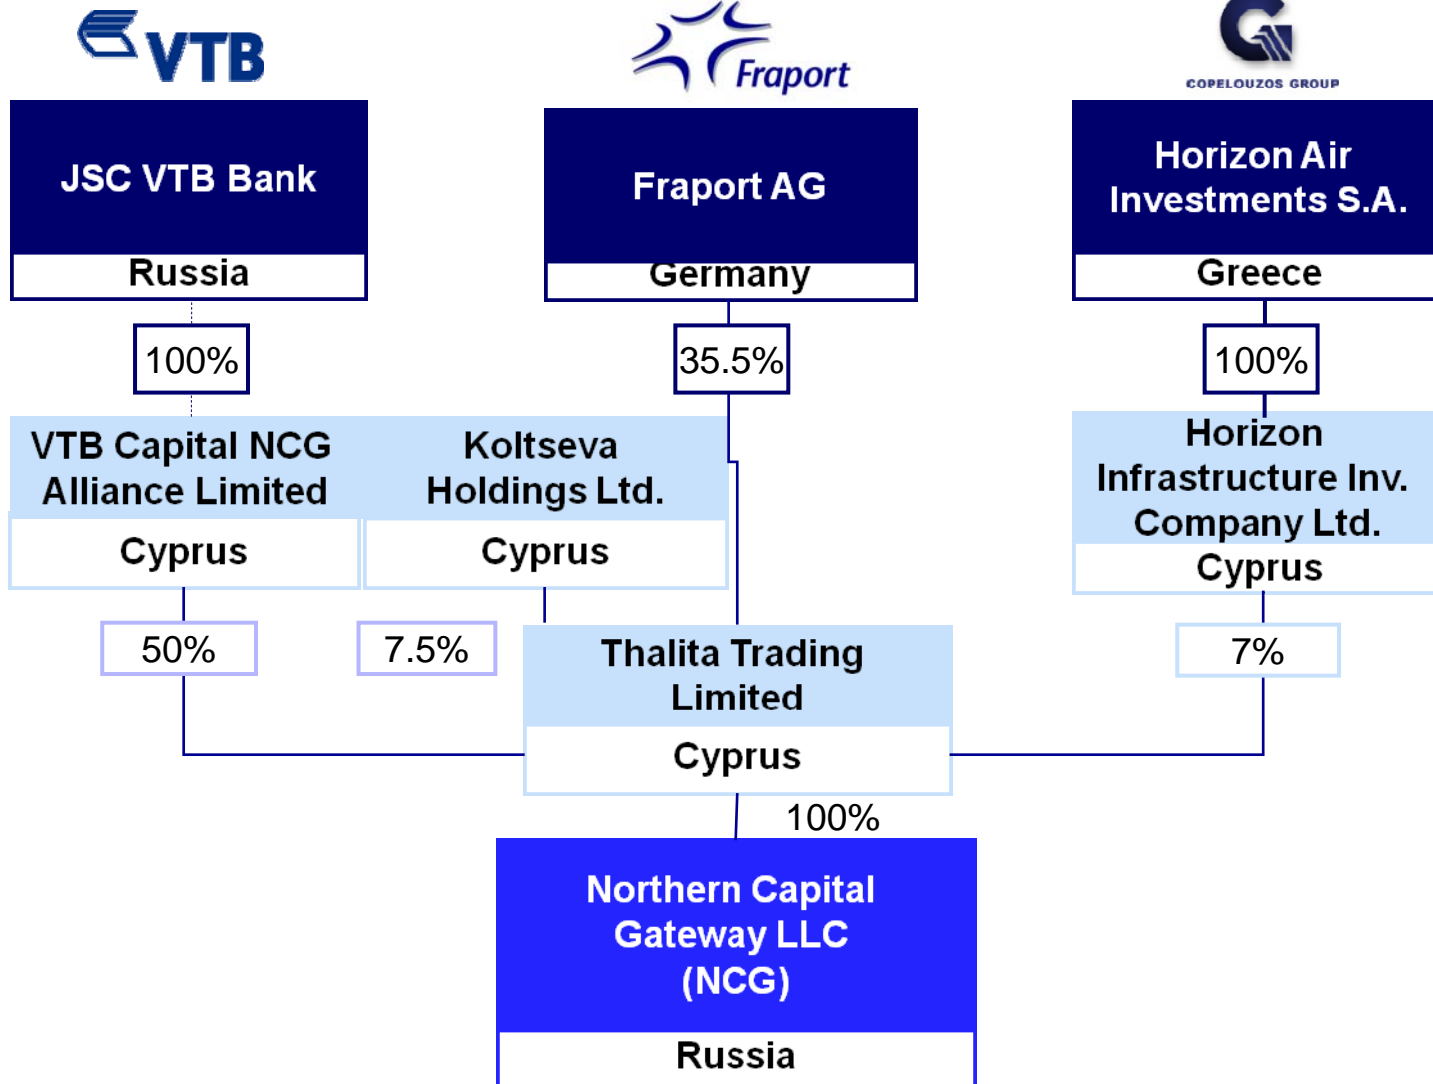 VTB
Fraport
COPELOUZOS GROUP
JSC VTB Bank
Russia
Fraport AG
Germany
Horizon Air
Investments S.A.
Greece
100%
35.5%
100%
VTB Capital NCG
Alliance Limited
Cyprus
Koltseva
Holdings Ltd.
Cyprus
Horizon
Infrastructure Inv.
Company Ltd.
Cyprus
50%
7.5%
7%
Thalita Trading
Limited
Cyprus
100%
Northern Capital
Gateway LLC
(NCG)
Russia